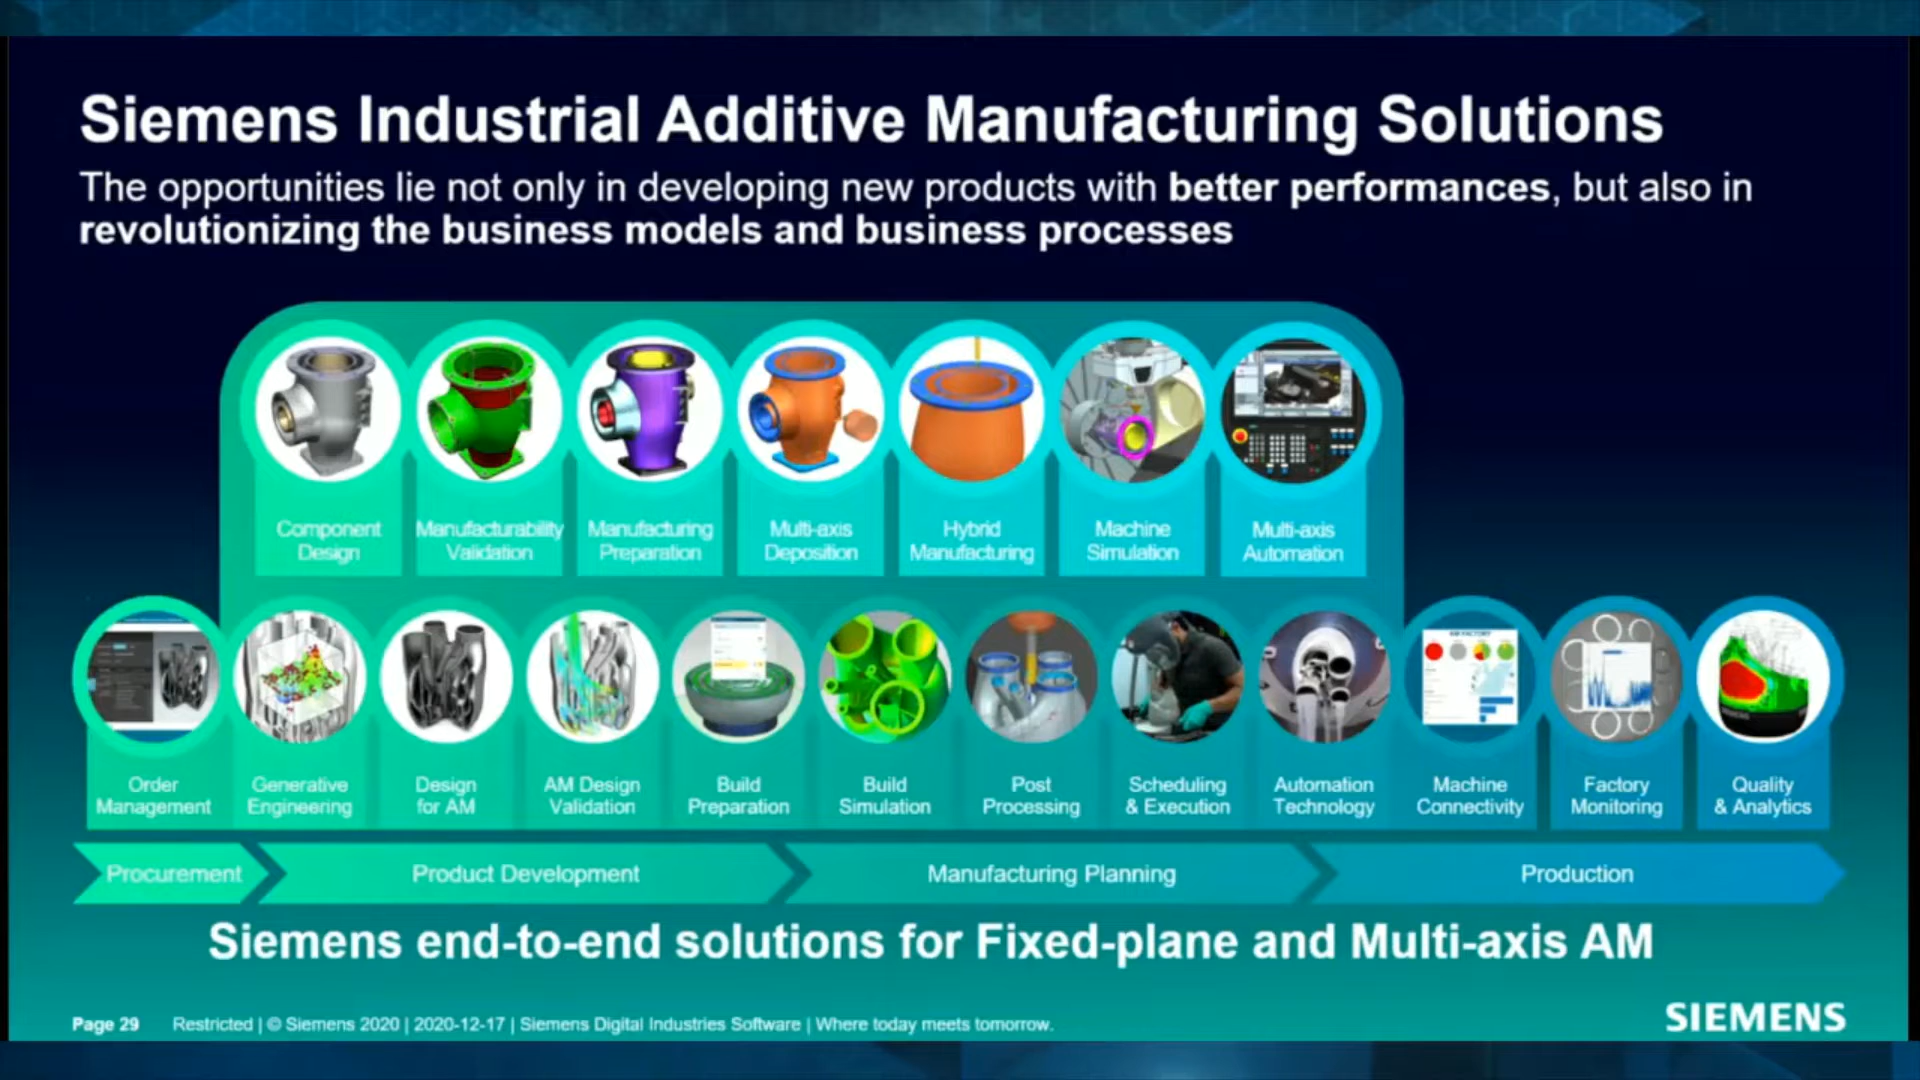 Siemens Industrial Additive Manufacturing Solutions
The opportunities lie not only in developing new products with better performances, but also in
revolutionizing the business models and business processes
Component
Design
Manufacturability
Validation
Manufacturing
Preparation
Multi-axis
Deposition
Hybrid
Manufacturing
Machine
Simulation
Multi-axis
Automation
Order
Management
Generative
Engineering
Design
for AM
AM Design
Validation
Build
Preparation
Build
Simulation
Post
Processing
Scheduling
& Execution
Automation
Technology
Machine
Connectivity
Factory
Monitoring
Quality
& Analytics
Procurement
Product Development
Manufacturing Planning
Production
Siemens end-to-end solutions for Fixed-plane and Multi-axis AM
Page 29 Restricted | © Siemens 2020 | 2020-12-17 | Siemens Digital Industries Software | Where today meets tomorrow.
SIEMENS